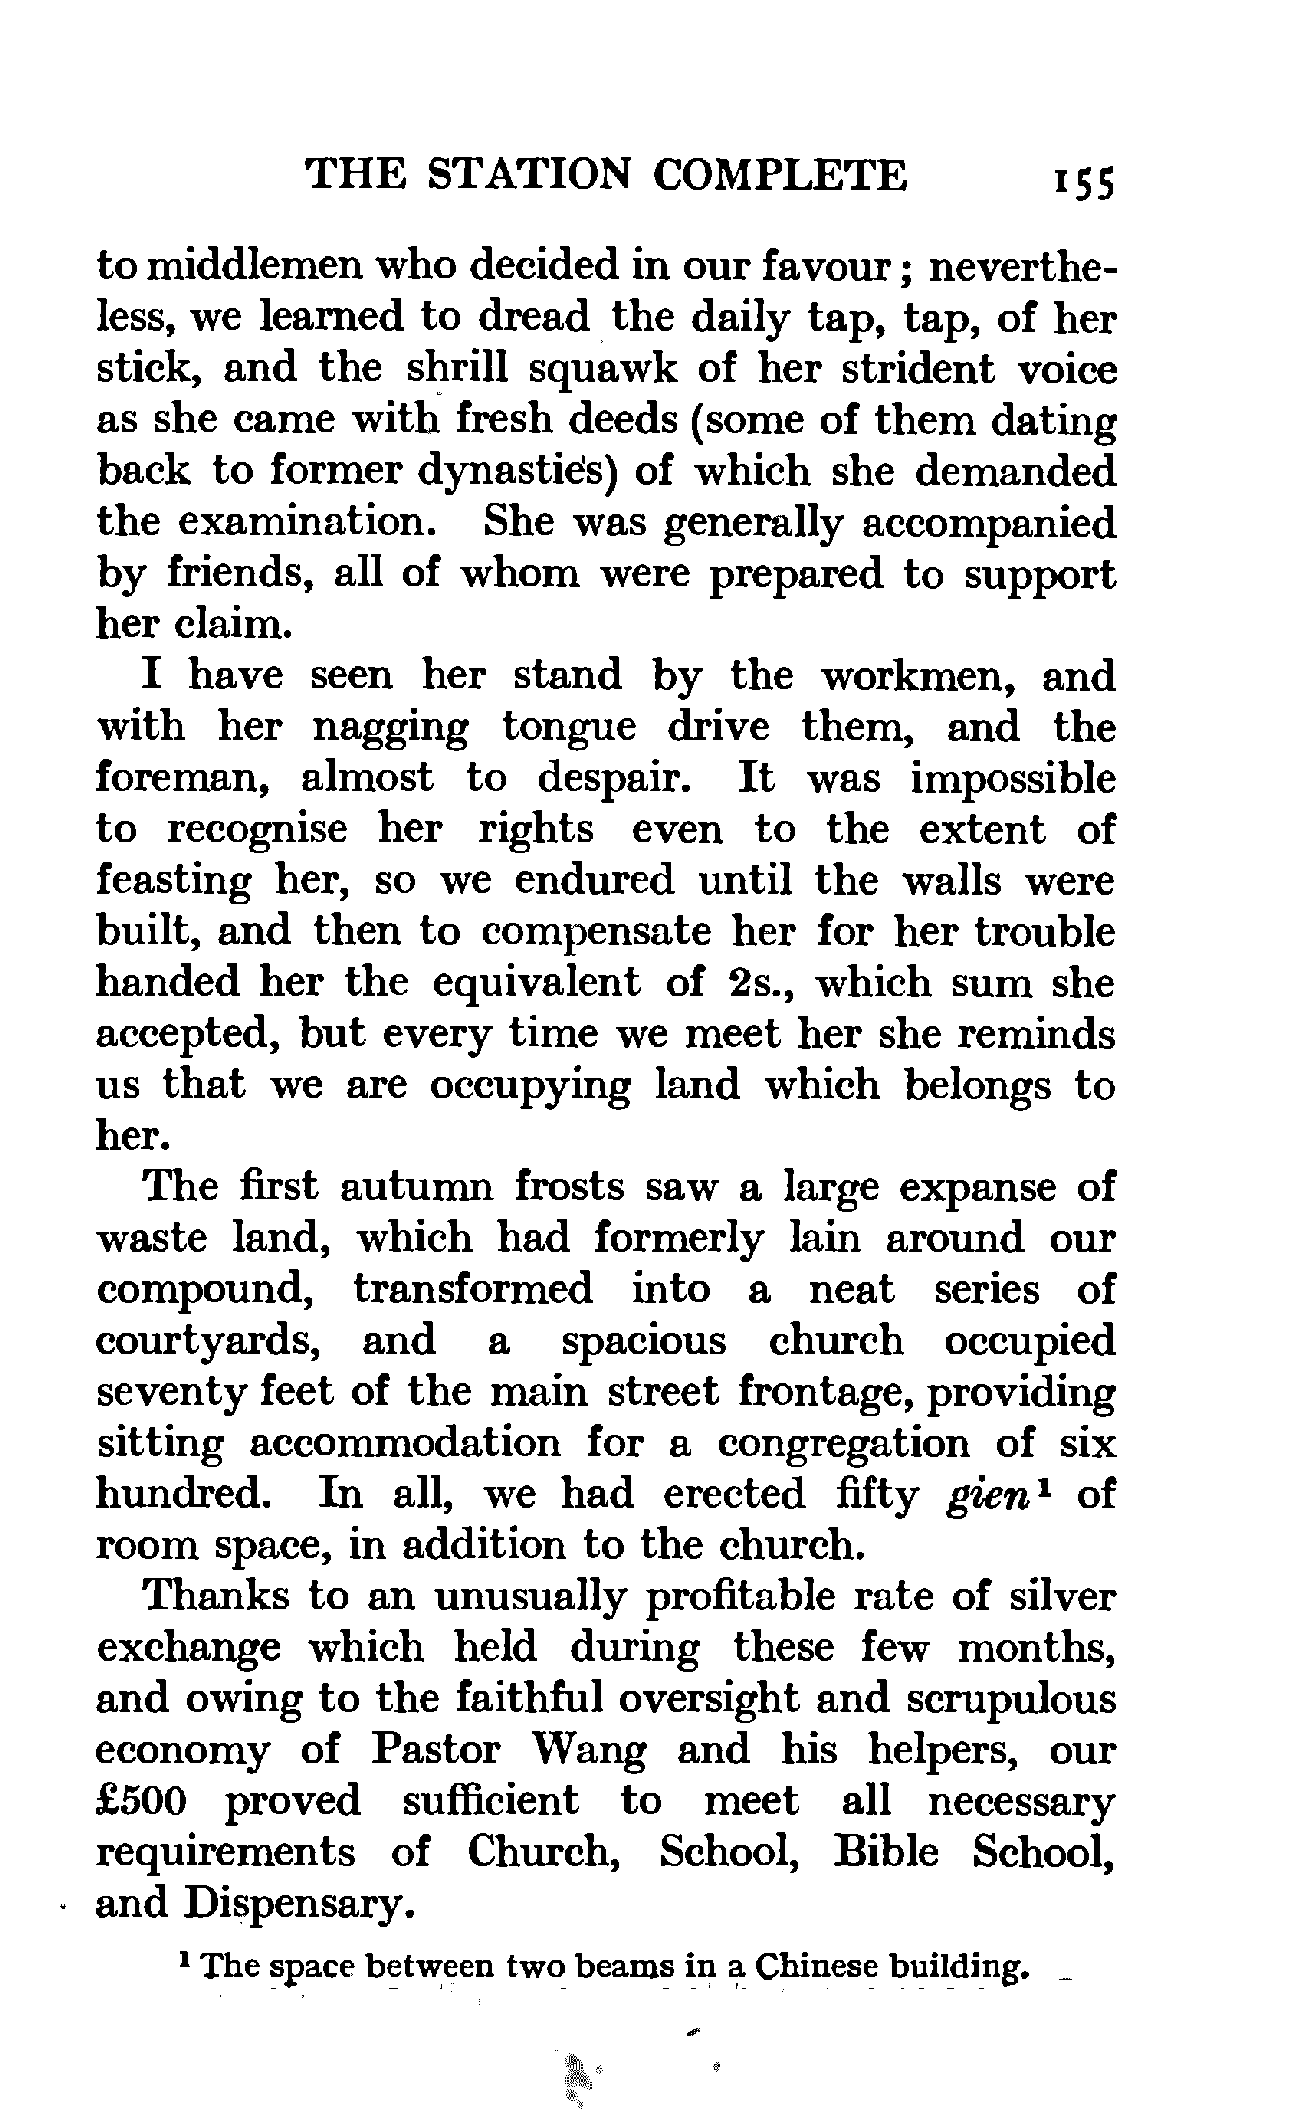 THE STATION COMPLETE 155
to middlemen who decided in our favour; neverthe-
less, we learned to dread the daily tap, tap, of her
stick, and the shrill squawk of her strident voice
as she came with fresh deeds (some of them dating
back to former dynasties) of which she demanded
the examination. She was generally accompanied
by friends, all of whom were prepared to support
her claim.
I have seen her stand by the workmen, and
with her nagging tongue drive them, and the
foreman, almost to despair. It was impossible
to recognise her rights even to the extent of
feasting her, so we endured until the walls were
built, and then to compensate her for her trouble
handed her the equivalent of 2s., which sum she
accepted, but every time we meet her she reminds
us that we are occupying land which belongs to
her.
The first autumn frosts saw a large expanse of
waste land, which had formerly lain around our
compound, transformed into a neat series of
courtyards, and a spacious church occupied
seventy feet of the main street frontage, providing
sitting accommodation for a congregation of six
hundred. In all, we had erected fifty gien¹ of
room space, in addition to the church.
Thanks to an unusually profitable rate of silver
exchange which held during these few months,
and owing to the faithful oversight and scrupulous
economy of Pastor Wang and his helpers, our
£500 proved sufficient to meet all necessary
requirements of Church, School, Bible School,
and Dispensary.
¹ The space between two beams in a Chinese building.